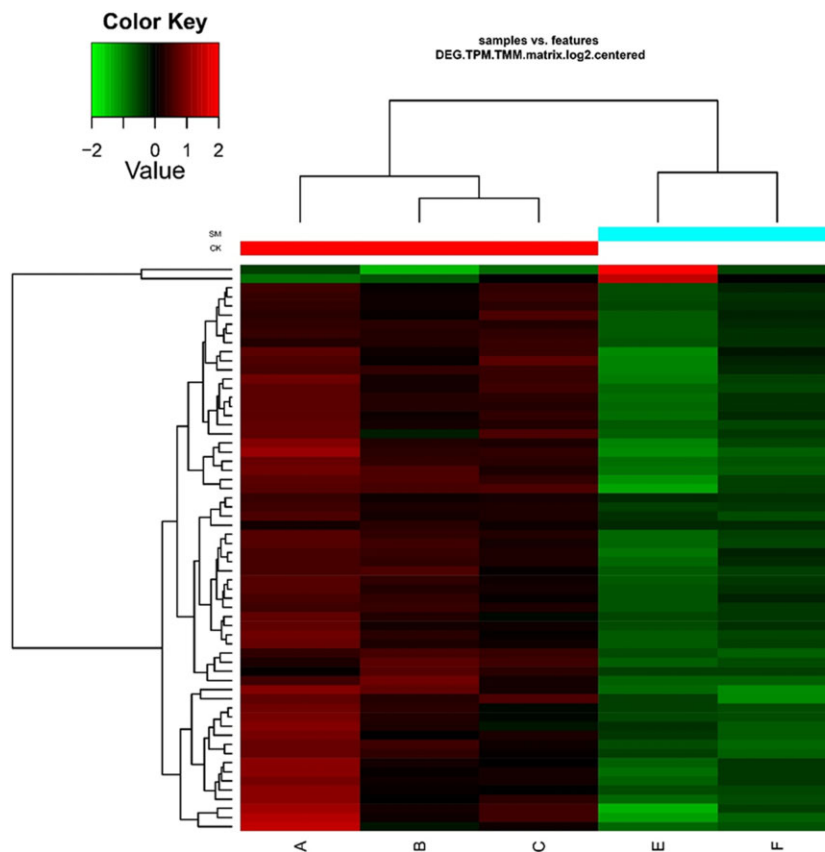 Color Key
−2 0 1 2
Value
samples vs. features
DEG.TPM.TMM.matrix.log2.centered
SM
CK
A B C E F